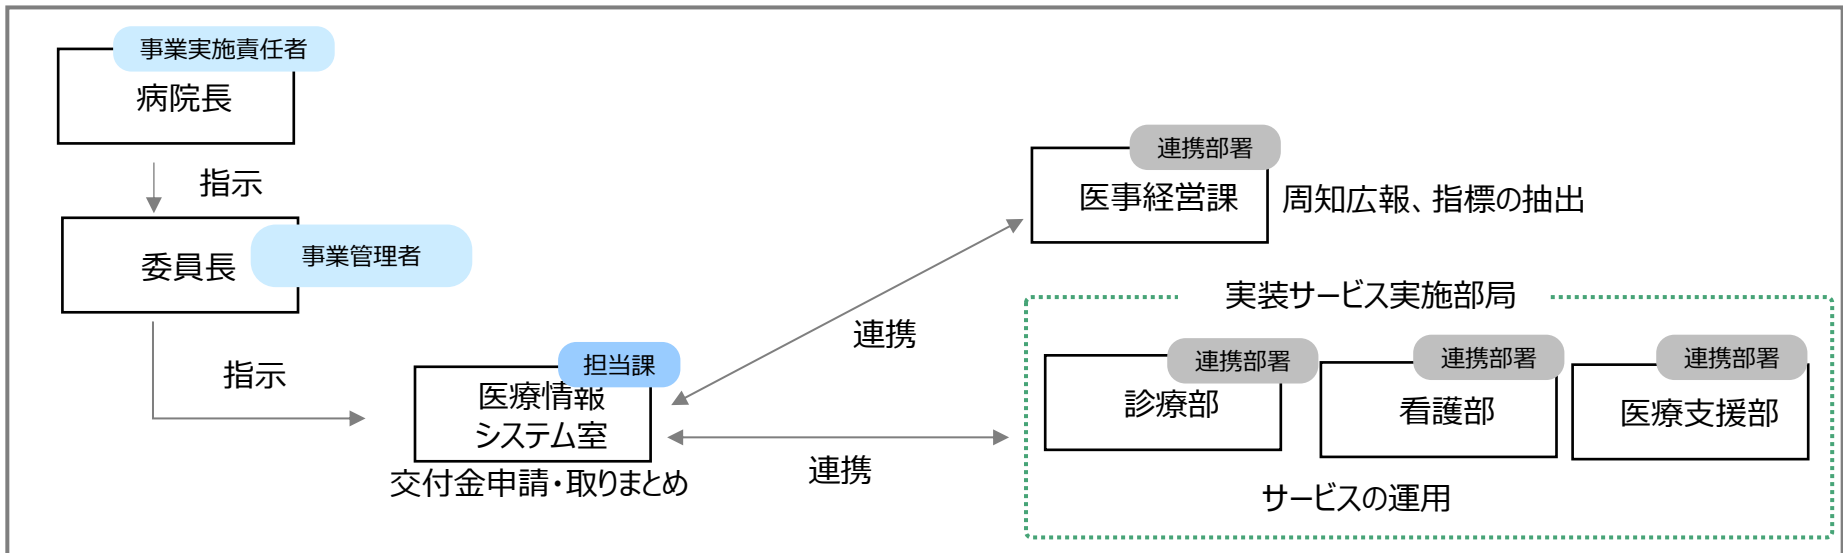 事業実施責任者
病院長
指示
委員長
事業管理者
指示
担当課
医療情報
システム室
交付金申請・取りまとめ
連携
連携
連携部署
医事経営課
周知広報、指標の抽出
実装サービス実施部局
連携部署
診療部
連携部署
看護部
連携部署
医療支援部
サービスの運用